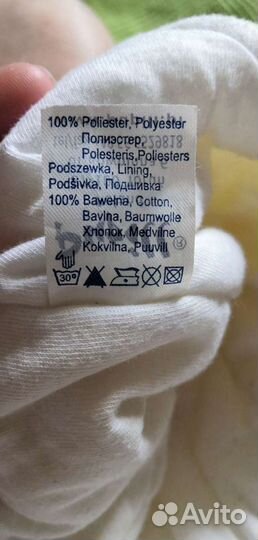 100% Poliester, Polyester
Полиэстер,
Polesteris,Poliesters
Podszewka, Lining,
Podšivka, Подшивка
100% Bawełna, Cotton,
Bavlna, Baumwolle
Хлопок, Medvilne
Kokvilna, Puuvill
30°
Avito